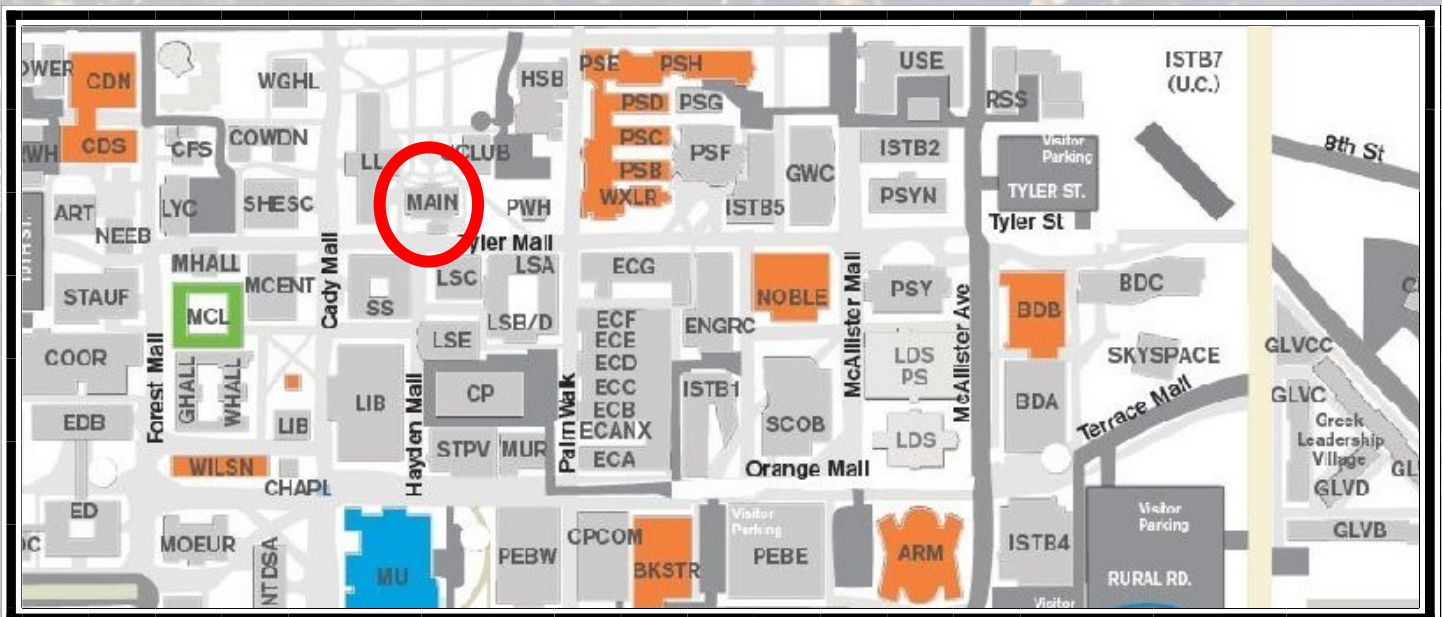 CDN
WGHL
HSB
PSE
PSH
USE
ISTB7
(U.C.)
RSS
PSD
PSG
CDS
CFS
COWDN
LL
UCLUB
PSC
PSF
ISTB2
Visitor
Parking
8th St
PSB
GWC
LYC
SHESC
MAIN
PWH
WXLR
ISTB5
PSYN
TYLER ST.
ART
NEEB
Tyler Mall
Tyler St
MHALL
MCENT
Cady Mall
LSC
LSA
ECG
NOBLE
McAllister Mall
PSY
BDC
STAUF
MCL
SS
LSB/D
ECF
ENGRC
BDB
LSE
ECE
LDS
PS
SKYSPACE
GLVCC
COOR
Forest Mall
GHALL
WHALL
LIB
Hayden Mall
CP
Palm Walk
ECD
ECC
ISTB1
McAllister Ave
GLVC
EDB
LIB
ECB
ECANX
SCOB
LDS
BDA
Terrace Mall
Greek
Leadership
Village
STPV
MUR
ECA
Orange Mall
WILSN
CHAPL
GLVD
ED
MOEUR
NTDSA
MU
PEBW
CPCOM
BKSTR
Visitor
Parking
PEBE
ARM
ISTB4
Visitor
Parking
RURAL RD.
GLVB
Visitor